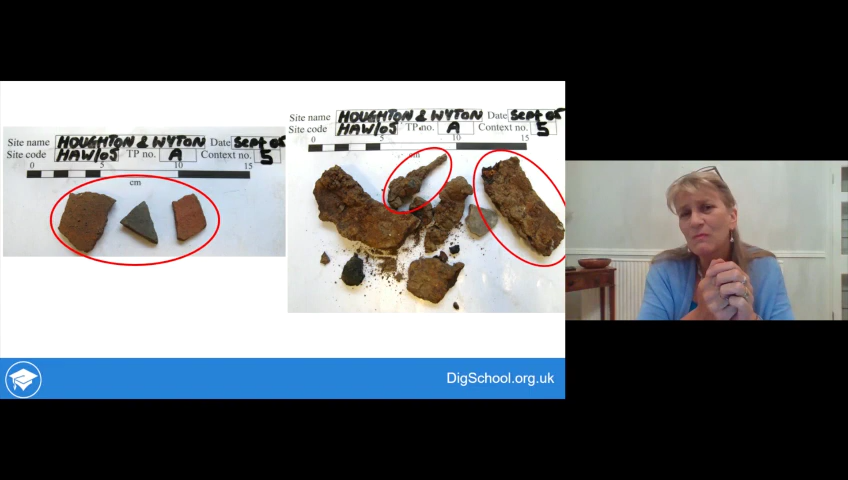 Site name HOUGHTON & WYTON Date Sept 05
Site code HAW/05 TP no. A Context no. 5
0 5 10 15
cm
Site name HOUGHTON & WYTON Date Sept 05
Site code HAW/05 TP no. A Context no. 5
0 5 10 15
cm
DigSchool.org.uk